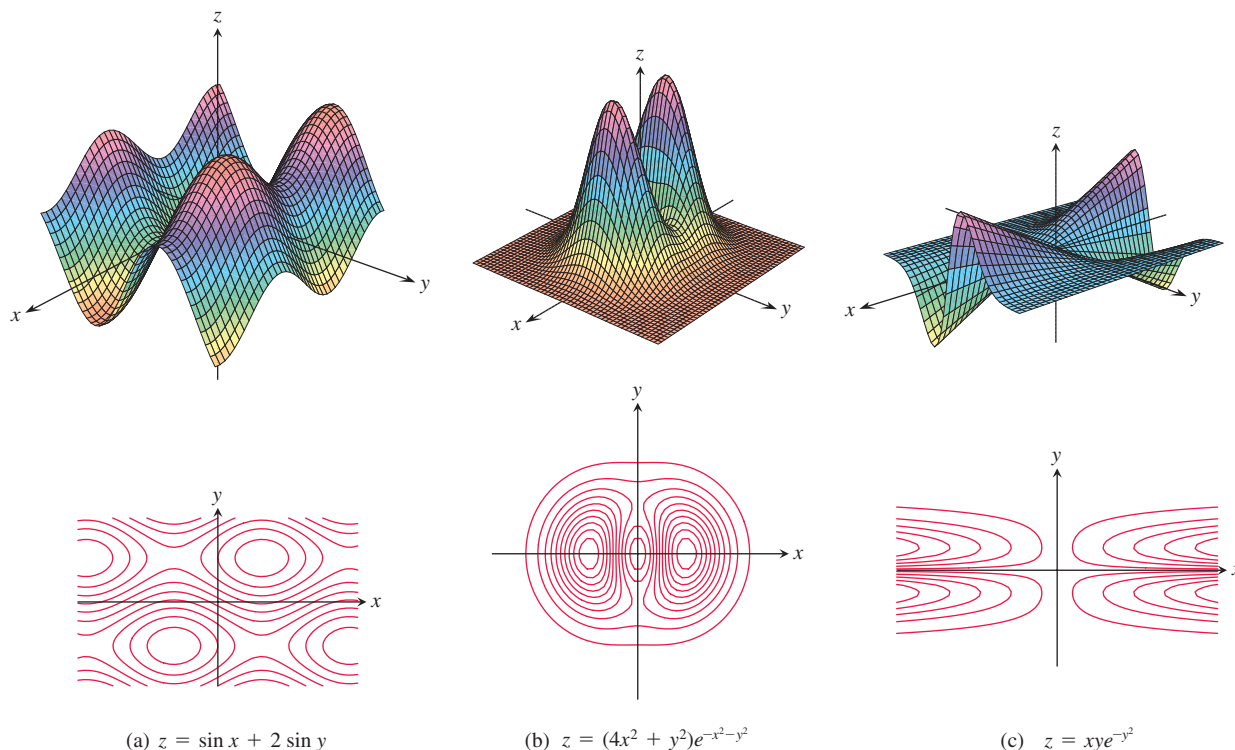 z
x
y
z
x
y
z
x
y
y
x
y
x
y
x
(a) z = sin x + 2 sin y
(b) z = (4x² + y²)e^{−x²−y²}
(c) z = xye^{−y²}